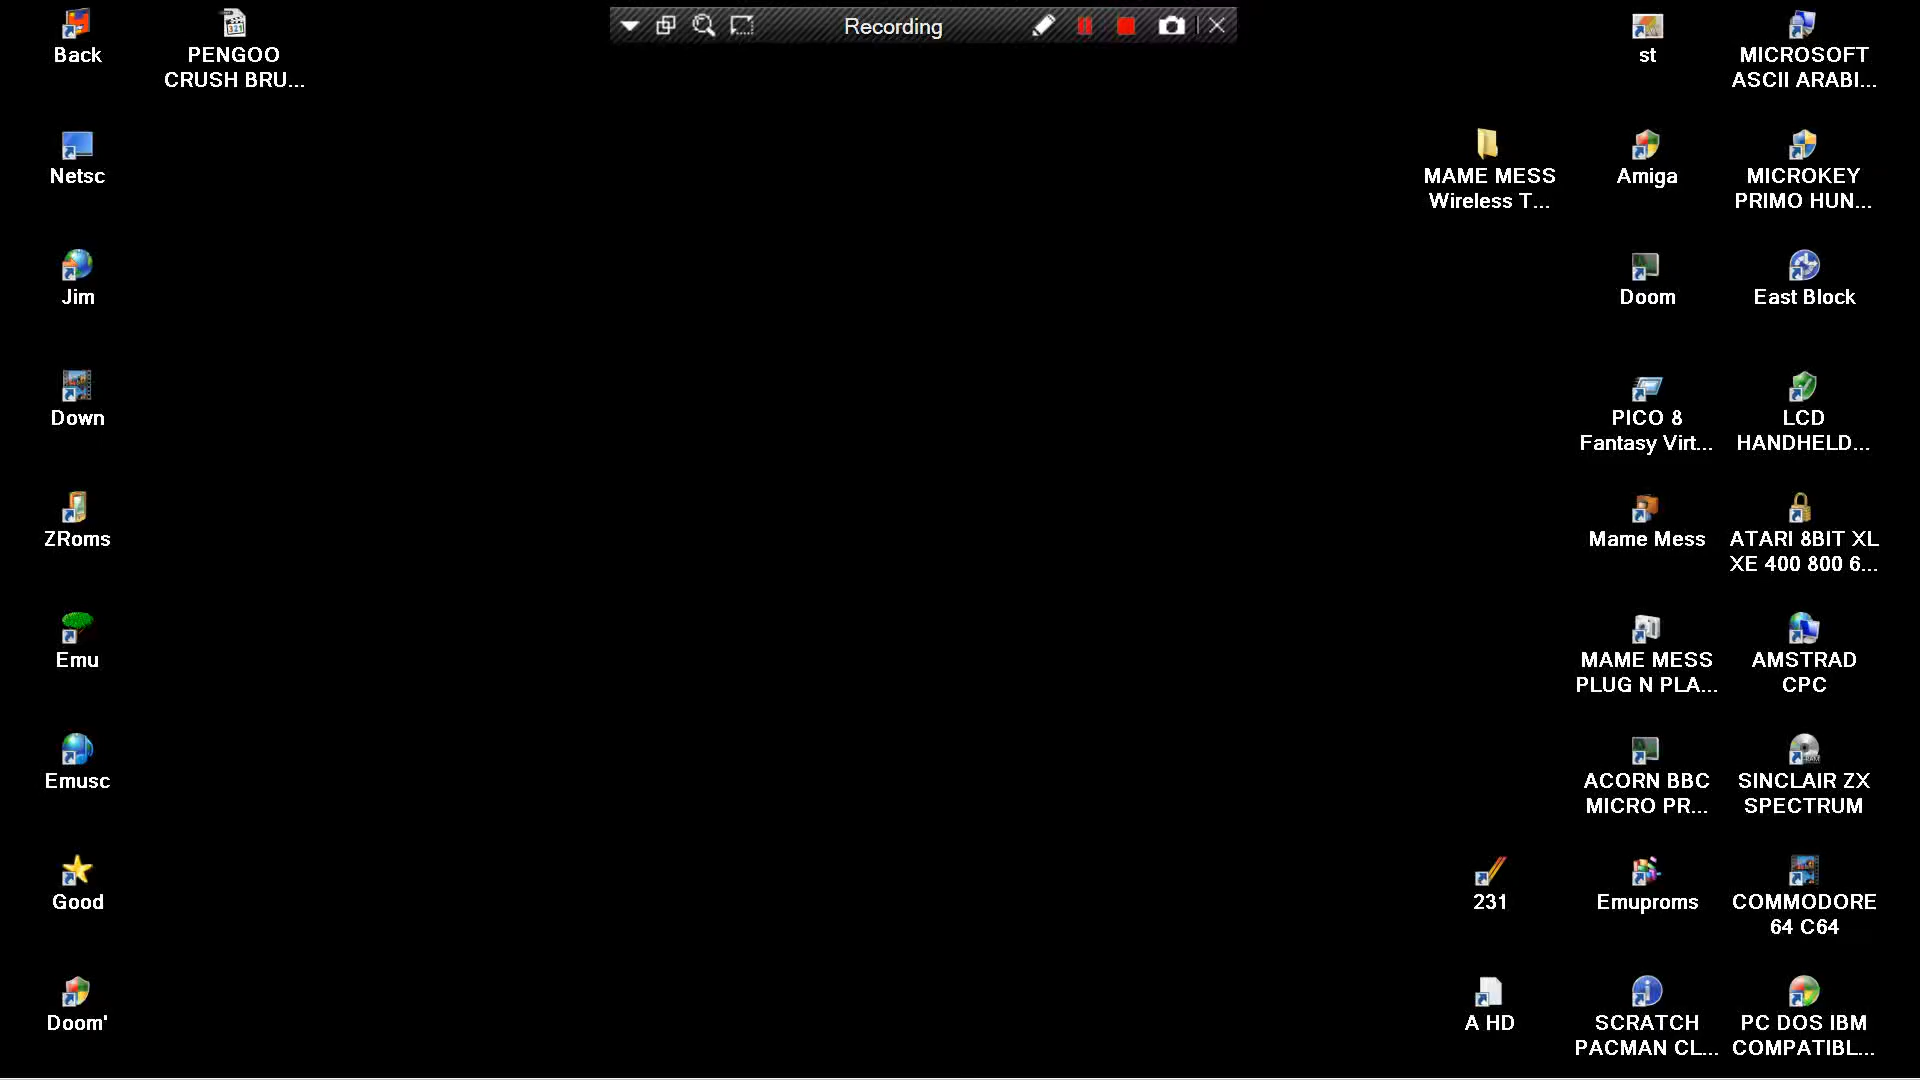 Recording
Back
PENGOO
CRUSH BRU...
st
MICROSOFT
ASCII ARABI...
Netsc
MAME MESS
Wireless T...
Amiga
MICROKEY
PRIMO HUN...
Jim
Doom
East Block
Down
PICO 8
Fantasy Virt...
LCD
HANDHELD...
ZRoms
Mame Mess
ATARI 8BIT XL
XE 400 800 6...
Emu
MAME MESS
PLUG N PLA...
AMSTRAD
CPC
Emusc
ACORN BBC
MICRO PR...
SINCLAIR ZX
SPECTRUM
Good
231
Emuproms
COMMODORE
64 C64
Doom'
A HD
SCRATCH
PACMAN CL...
PC DOS IBM
COMPATIBL...